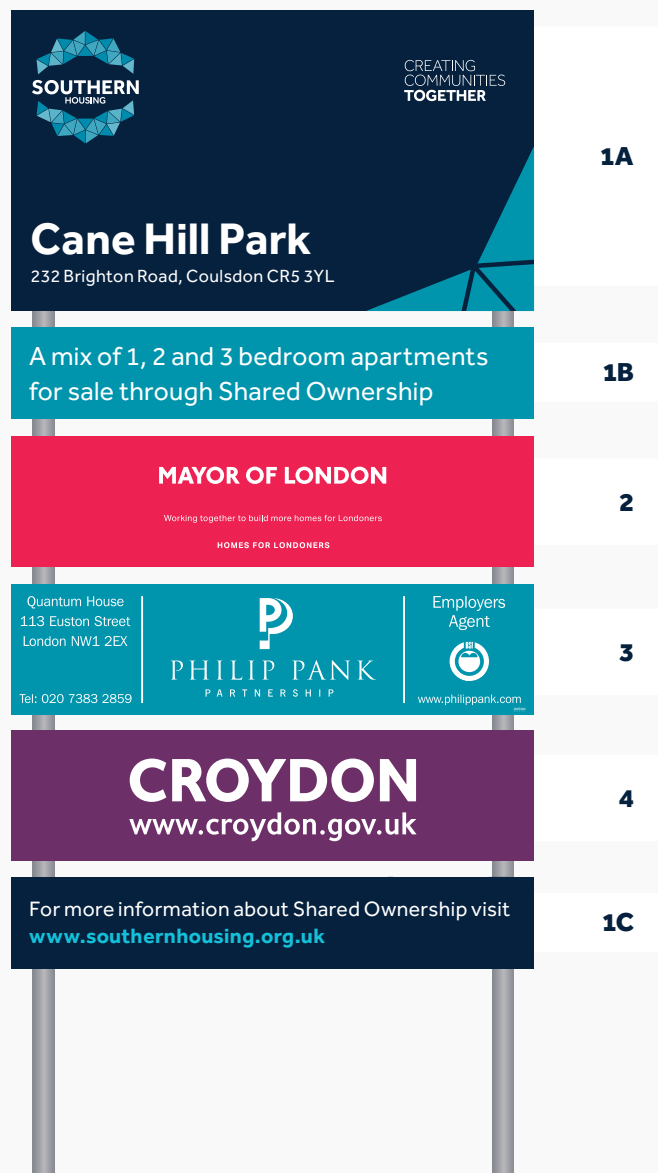 SOUTHERN
HOUSING
CREATING
COMMUNITIES
TOGETHER
Cane Hill Park
232 Brighton Road, Coulsdon CR5 3YL
1A
A mix of 1, 2 and 3 bedroom apartments
for sale through Shared Ownership
1B
MAYOR OF LONDON
Working together to build more homes for Londoners
HOMES FOR LONDONERS
2
Quantum House
113 Euston Street
London NW1 2EX
Tel: 020 7383 2859
PHILIP PANK
PARTNERSHIP
Employers
Agent
www.philippank.com
3
CROYDON
www.croydon.gov.uk
4
For more information about Shared Ownership visit
www.southernhousing.org.uk
1C